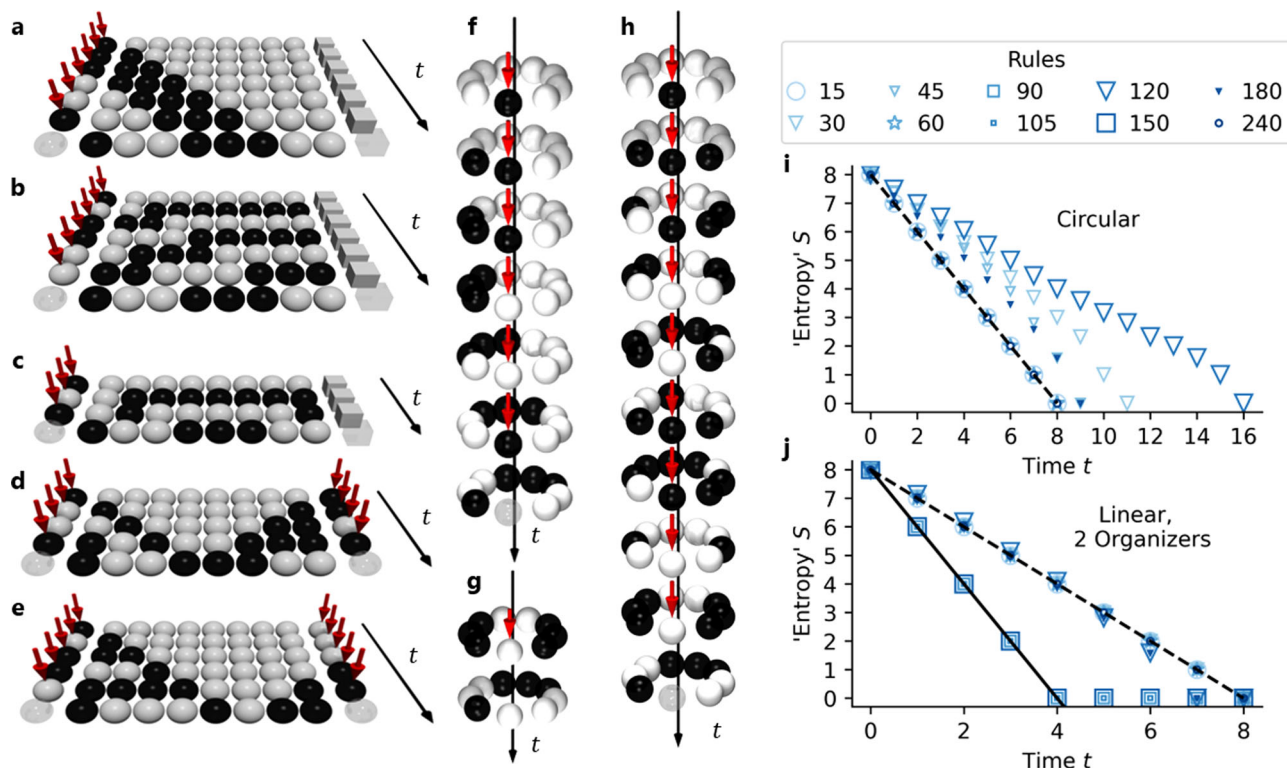 a
t
b
t
c
t
d
t
e
t
f
t
g
t
h
t
Rules
15 45 90 120 180
30 60 105 150 240
i
8
7
6
5
4
3
2
1
0
'Entropy' S
Circular
0 2 4 6 8 10 12 14 16
Time t
j
8
7
6
5
4
3
2
1
0
'Entropy' S
Linear,
2 Organizers
0 2 4 6 8
Time t